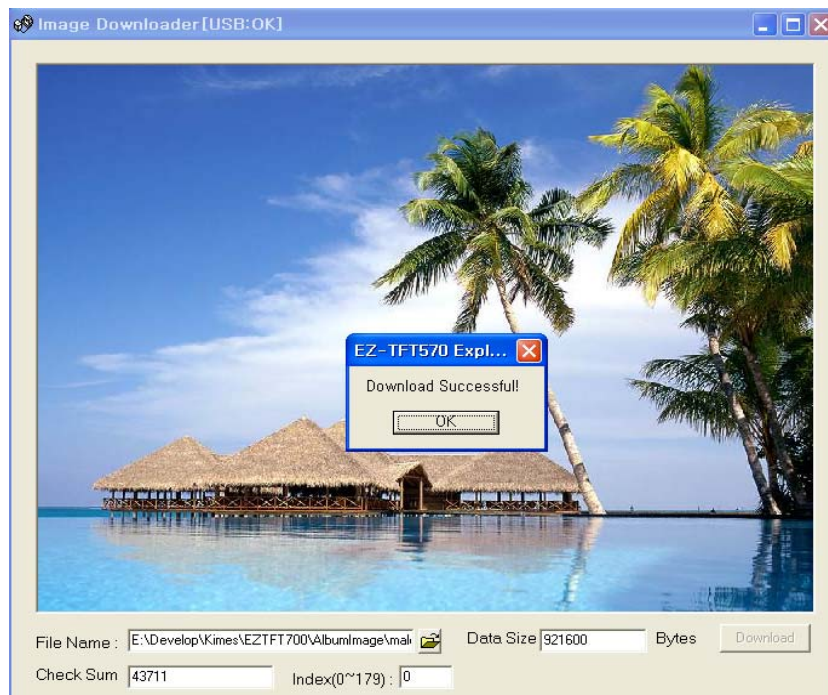 Image Downloader[USB:OK]
EZ-TFT570 Expl...
Download Successful!
OK
File Name : E:\Develop\Kimes\EZTFT700\AlbumImage\mal Data Size 921600 Bytes Download
Check Sum 43711 Index(0~179) : 0